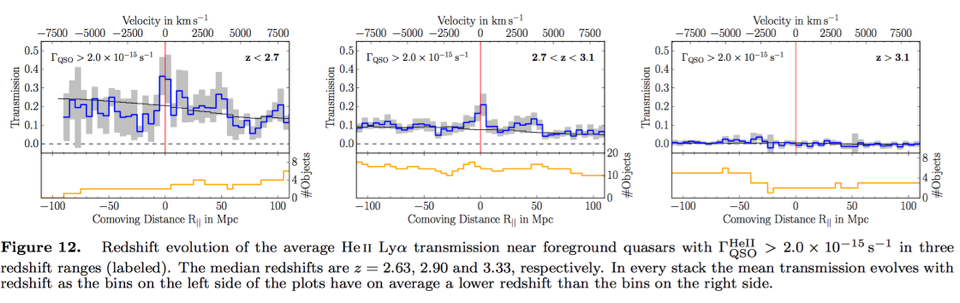 Velocity in km s⁻¹ Velocity in km s⁻¹ Velocity in km s⁻¹
−7500 −5000 −2500 0 2500 5000 7500 −7500 −5000 −2500 0 2500 5000 7500 −7500 −5000 −2500 0 2500 5000 7500
Γ_QSO > 2.0 × 10⁻¹⁵ s⁻¹ z < 2.7 Γ_QSO > 2.0 × 10⁻¹⁵ s⁻¹ 2.7 < z < 3.1 Γ_QSO > 2.0 × 10⁻¹⁵ s⁻¹ z > 3.1
Transmission Transmission Transmission
0.5 0.5 0.5
0.4 0.4 0.4
0.3 0.3 0.3
0.2 0.2 0.2
0.1 0.1 0.1
0.0 0.0 0.0
#Objects #Objects #Objects
8 20 8
4 10 4
0 0 0
−100 −50 0 50 100 −100 −50 0 50 100 −100 −50 0 50 100
Comoving Distance R_|| in Mpc Comoving Distance R_|| in Mpc Comoving Distance R_|| in Mpc
Figure 12. Redshift evolution of the average He II Lyα transmission near foreground quasars with Γ^HeII_QSO > 2.0 × 10⁻¹⁵ s⁻¹ in three
redshift ranges (labeled). The median redshifts are z = 2.63, 2.90 and 3.33, respectively. In every stack the mean transmission evolves with
redshift as the bins on the left side of the plots have on average a lower redshift than the bins on the right side.